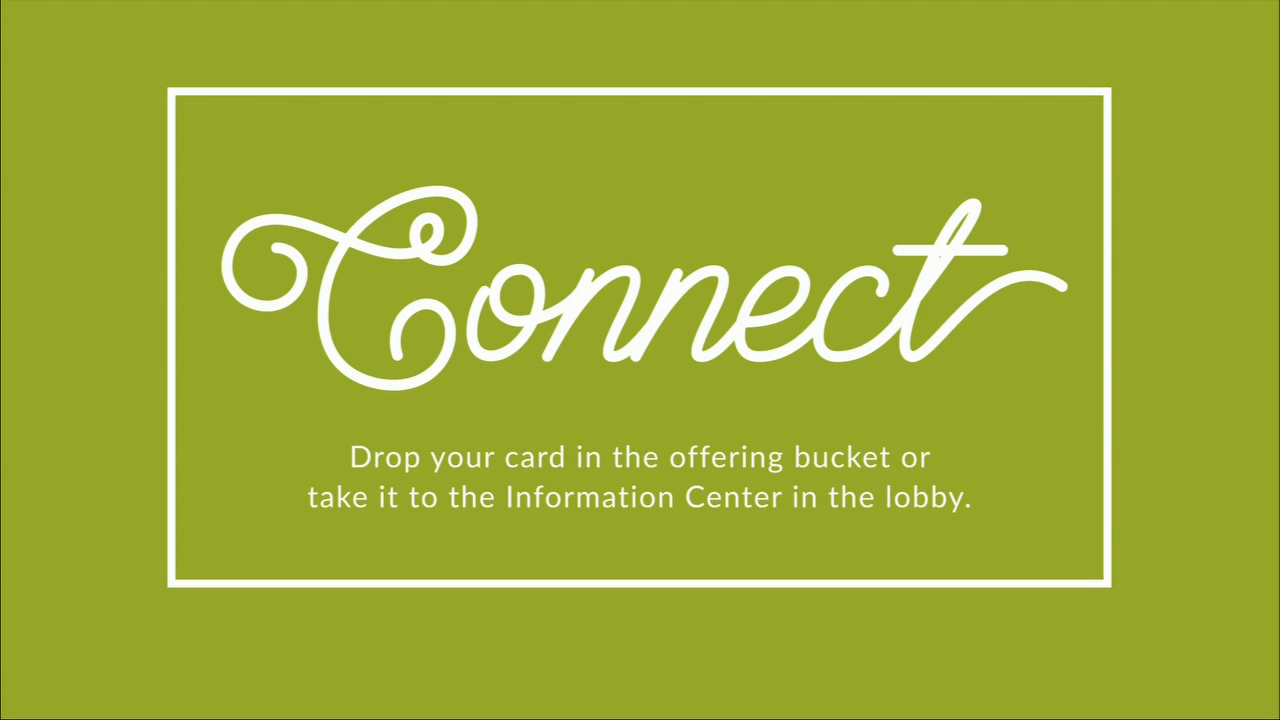 Connect
Drop your card in the offering bucket or
take it to the Information Center in the lobby.